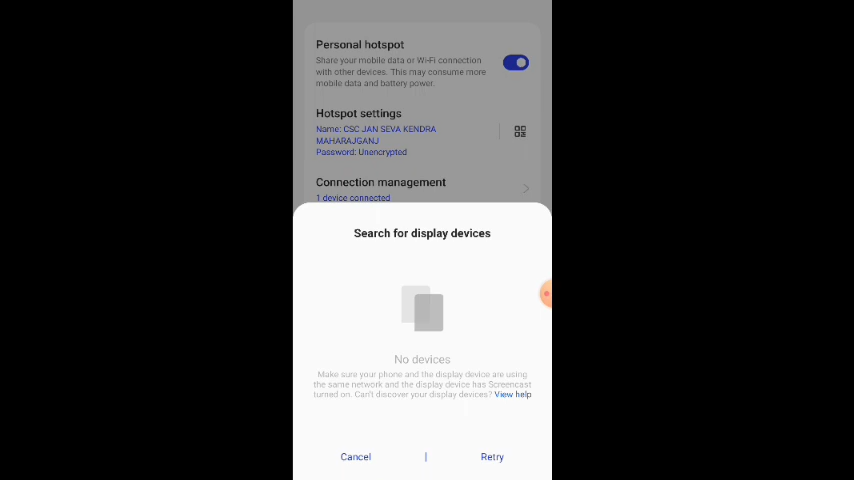 Personal hotspot
Share your mobile data or Wi-Fi connection
with other devices. This may consume more
mobile data and battery power.
Hotspot settings
Name: CSC JAN SEVA KENDRA
MAHARAJGANJ
Password: Unencrypted
Connection management
1 device connected
Search for display devices
No devices
Make sure your phone and the display device are using
the same network and the display device has Screencast
turned on. Can't discover your display devices? View help
Cancel | Retry